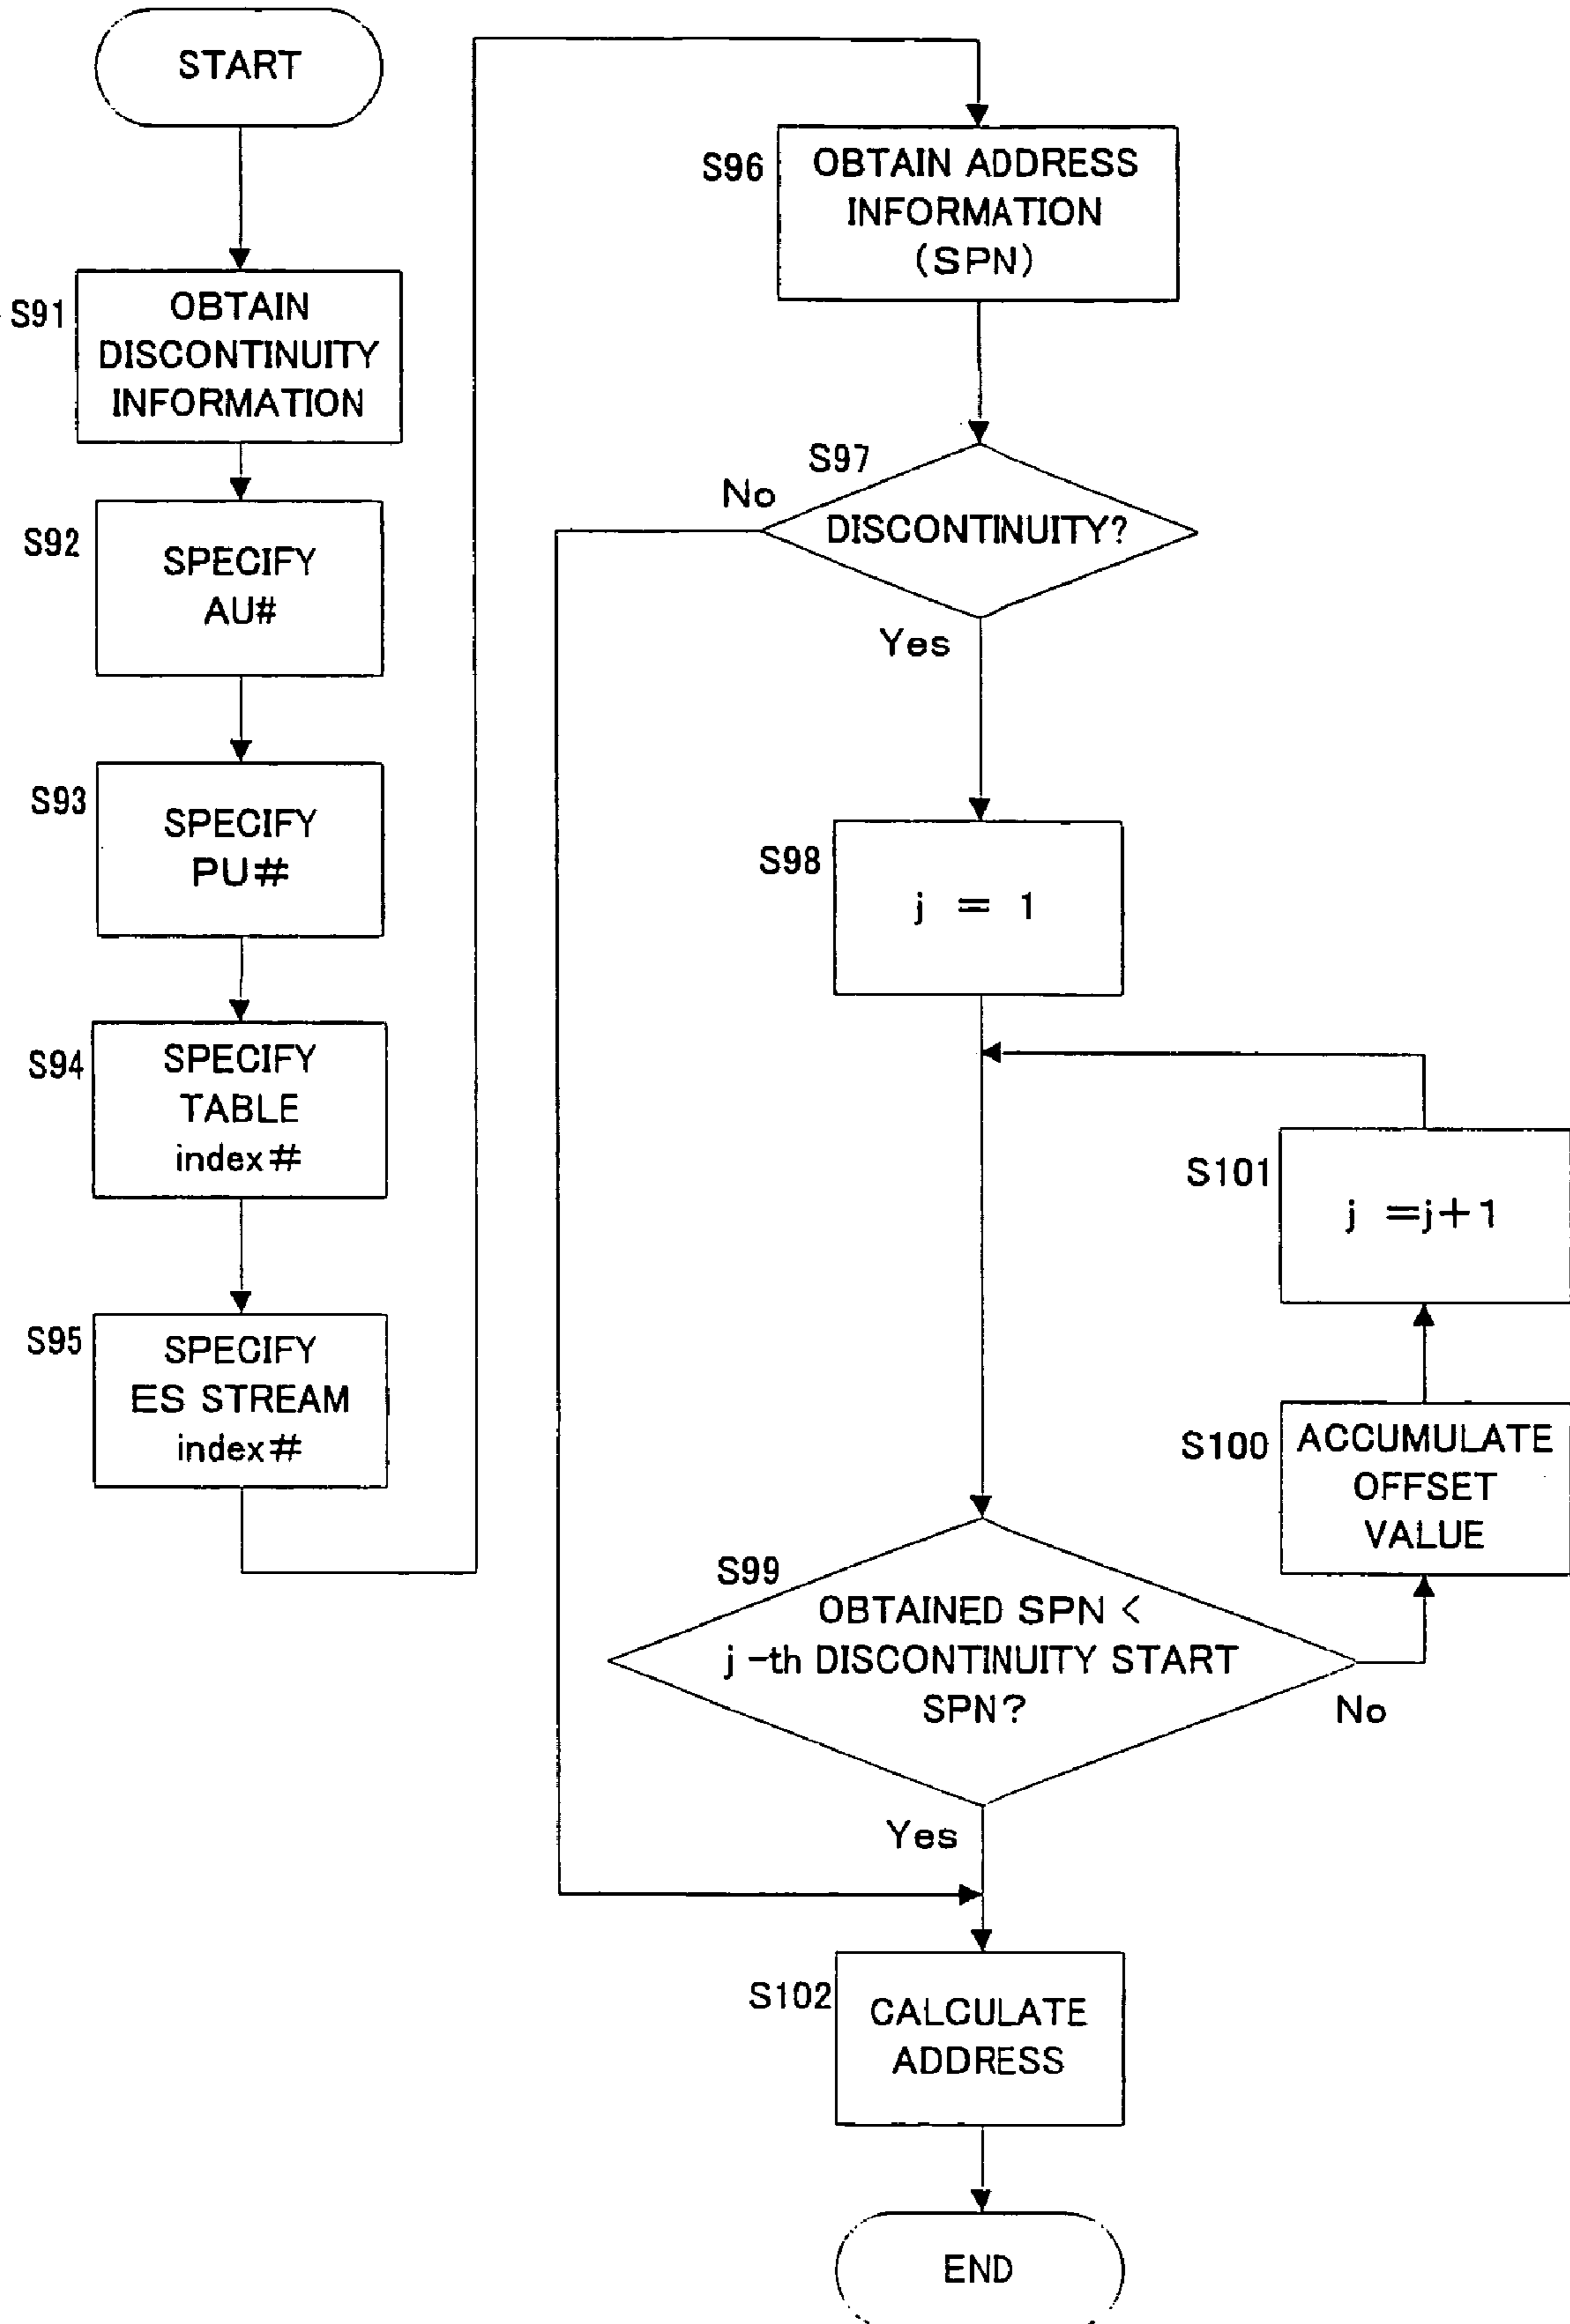 START
S91
OBTAIN
DISCONTINUITY
INFORMATION
S92
SPECIFY
AU#
S93
SPECIFY
PU#
S94
SPECIFY
TABLE
index#
S95
SPECIFY
ES STREAM
index#
S96
OBTAIN ADDRESS
INFORMATION
(SPN)
S97
No
DISCONTINUITY?
Yes
S98
j = 1
S101
j =j+1
S100
ACCUMULATE
OFFSET
VALUE
S99
OBTAINED SPN <
j-th DISCONTINUITY START
SPN?
No
Yes
S102
CALCULATE
ADDRESS
END